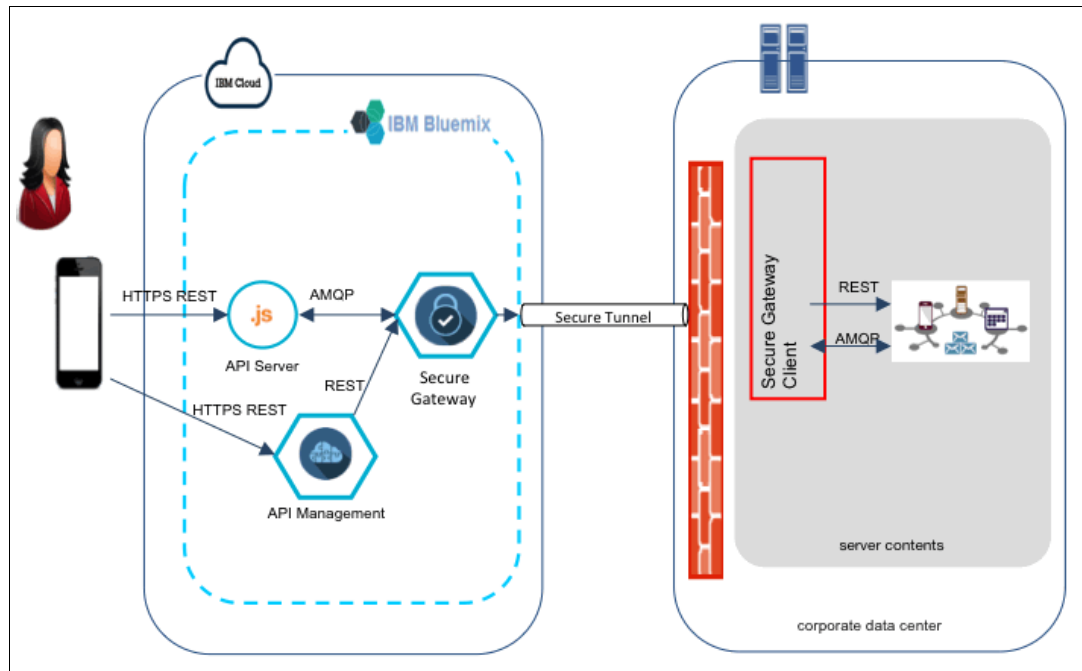 IBM Cloud
IBM Bluemix
HTTPS REST
.js
AMQP
API Server
REST
Secure
Gateway
HTTPS REST
API Management
Secure Tunnel
Secure Gateway
Client
REST
AMQP
server contents
corporate data center